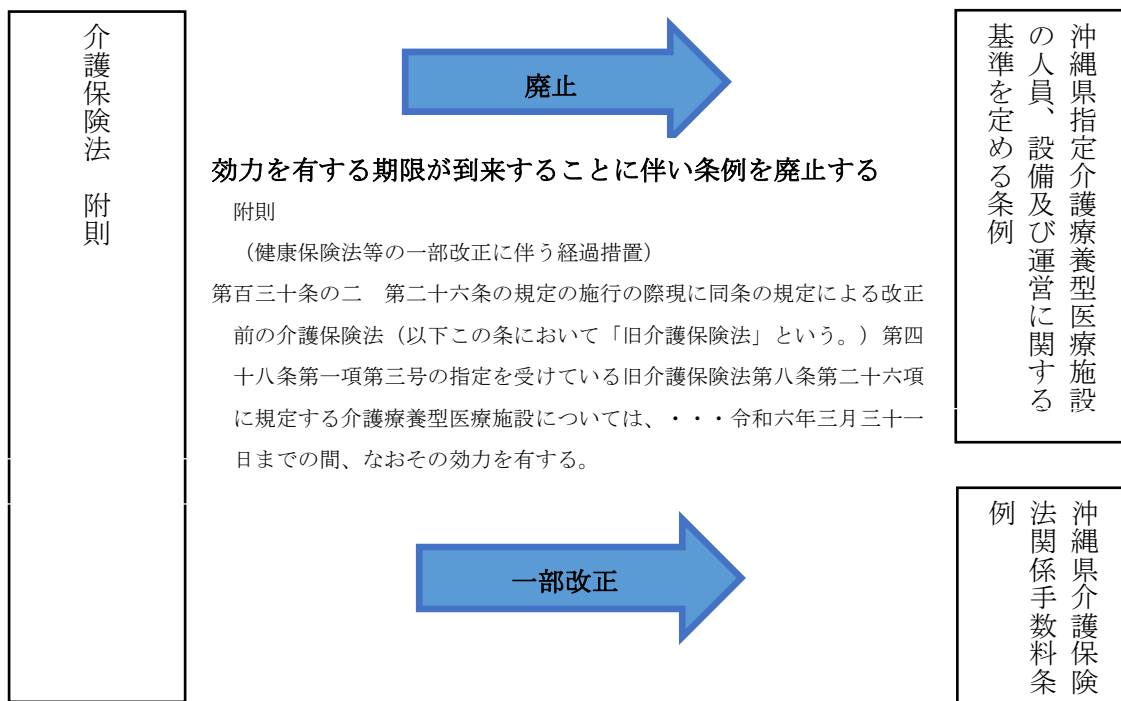 介護保険法　附則
廃止
効力を有する期限が到来することに伴い条例を廃止する
附則
（健康保険法等の一部改正に伴う経過措置）
第百三十条の二　第二十六条の規定の施行の際現に同条の規定による改正
前の介護保険法（以下この条において「旧介護保険法」という。）第四
十八条第一項第三号の指定を受けている旧介護保険法第八条第二十六項
に規定する介護療養型医療施設については、・・・令和六年三月三十一
日までの間、なおその効力を有する。
一部改正
沖縄県指定介護療養型医療施設
の人員、設備及び運営に関する
基準を定める条例
沖縄県介護保険
法関係手数料条
例